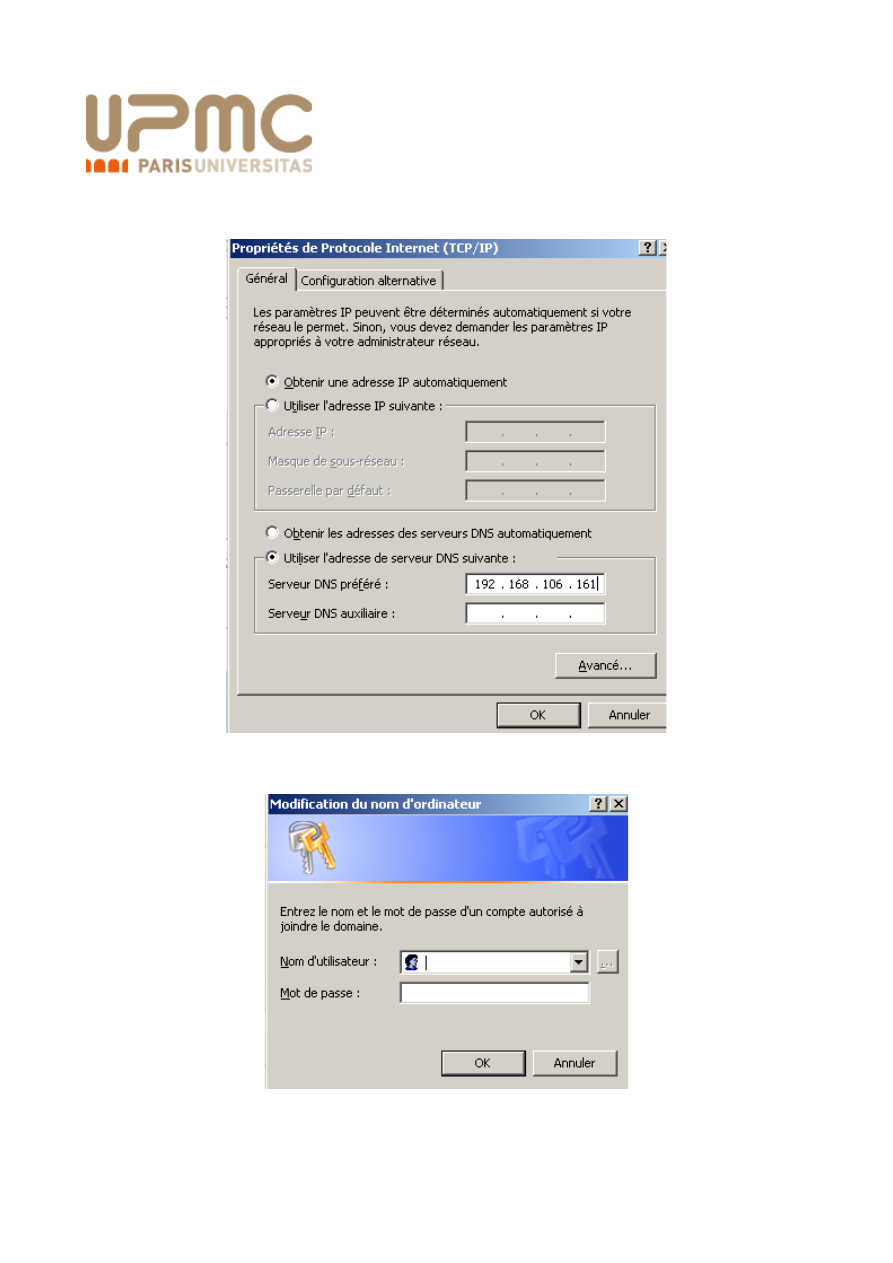 UPMC
PARISUNIVERSITAS
Propriétés de Protocole Internet (TCP/IP)
Général
Configuration alternative
Les paramètres IP peuvent être déterminés automatiquement si votre
réseau le permet. Sinon, vous devez demander les paramètres IP
appropriés à votre administrateur réseau.
Obtenir une adresse IP automatiquement
Utiliser l'adresse IP suivante :
Adresse IP :
. . .
Masque de sous-réseau :
. . .
Passerelle par défaut :
. . .
Obtenir les adresses des serveurs DNS automatiquement
Utiliser l'adresse de serveur DNS suivante :
Serveur DNS préféré :
192 . 168 . 106 . 161
Serveur DNS auxiliaire :
. . .
Avancé...
OK
Annuler
Modification du nom d'ordinateur
Entrez le nom et le mot de passe d'un compte autorisé à
joindre le domaine.
Nom d'utilisateur :
...
Mot de passe :
OK
Annuler